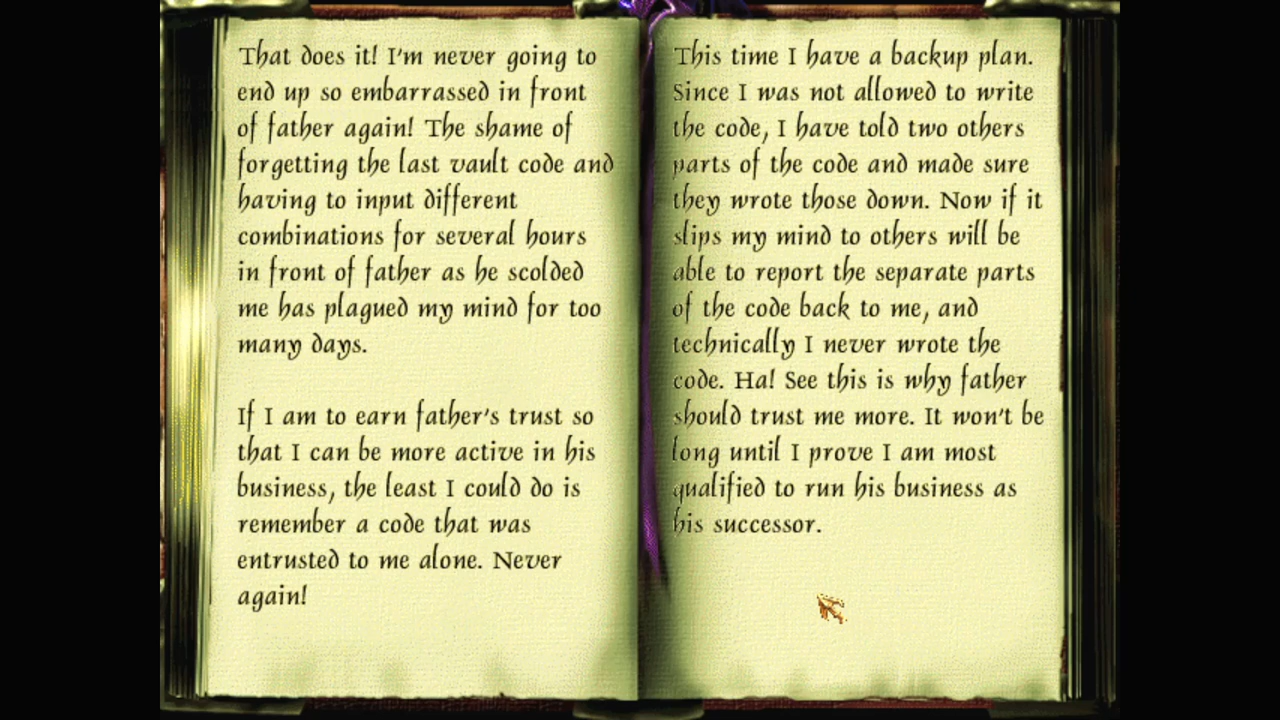 That does it! I'm never going to
end up so embarrassed in front
of father again! The shame of
forgetting the last vault code and
having to input different
combinations for several hours
in front of father as he scolded
me has plagued my mind for too
many days.
If I am to earn father's trust so
that I can be more active in his
business, the least I could do is
remember a code that was
entrusted to me alone. Never
again!
This time I have a backup plan.
Since I was not allowed to write
the code, I have told two others
parts of the code and made sure
they wrote those down. Now if it
slips my mind to others will be
able to report the separate parts
of the code back to me, and
technically I never wrote the
code. Ha! See this is why father
should trust me more. It won't be
long until I prove I am most
qualified to run his business as
his successor.